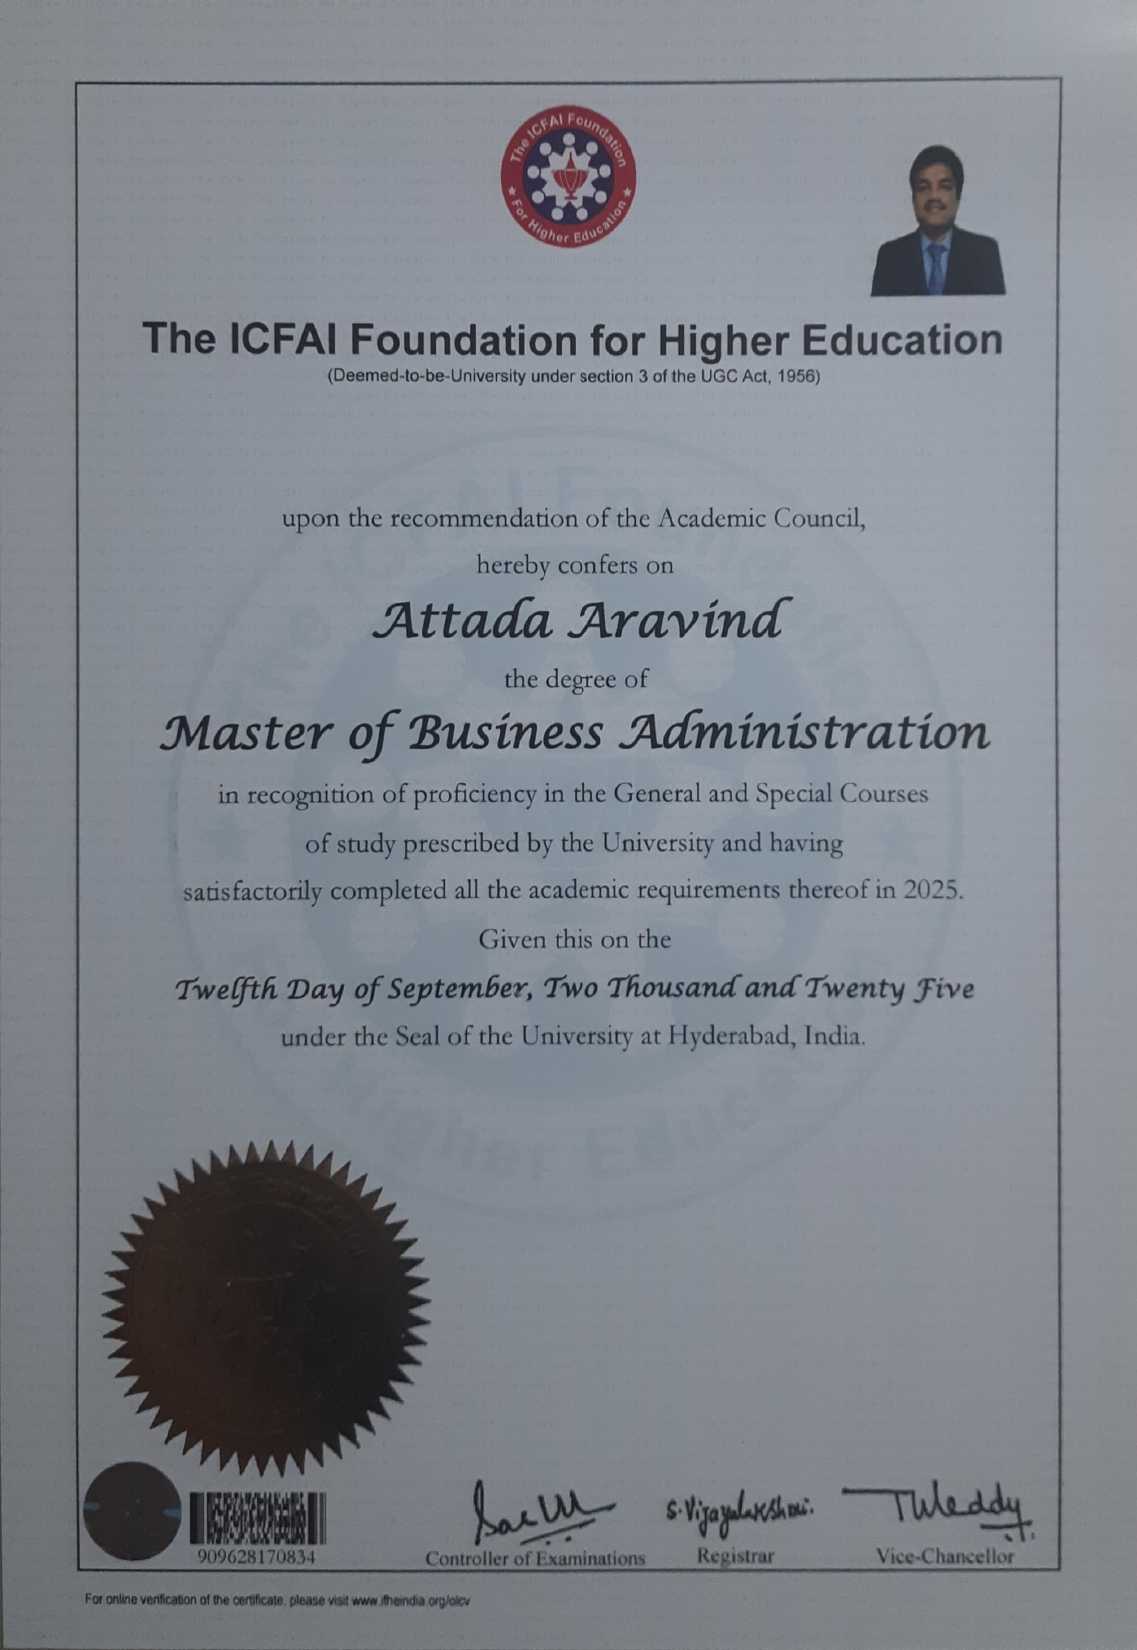 The ICFAI Foundation
For Higher Education
The ICFAI Foundation for Higher Education
(Deemed-to-be-University under section 3 of the UGC Act, 1956)
upon the recommendation of the Academic Council,
hereby confers on
Attada Aravind
the degree of
Master of Business Administration
in recognition of proficiency in the General and Special Courses
of study prescribed by the University and having
satisfactorily completed all the academic requirements thereof in 2025.
Given this on the
Twelfth Day of September, Two Thousand and Twenty Five
under the Seal of the University at Hyderabad, India.
S. Vijayalakshmi.
909628170834
Controller of Examinations
Registrar
Vice-Chancellor
For online verification of the certificate, please visit www.ifheindia.org/olcv